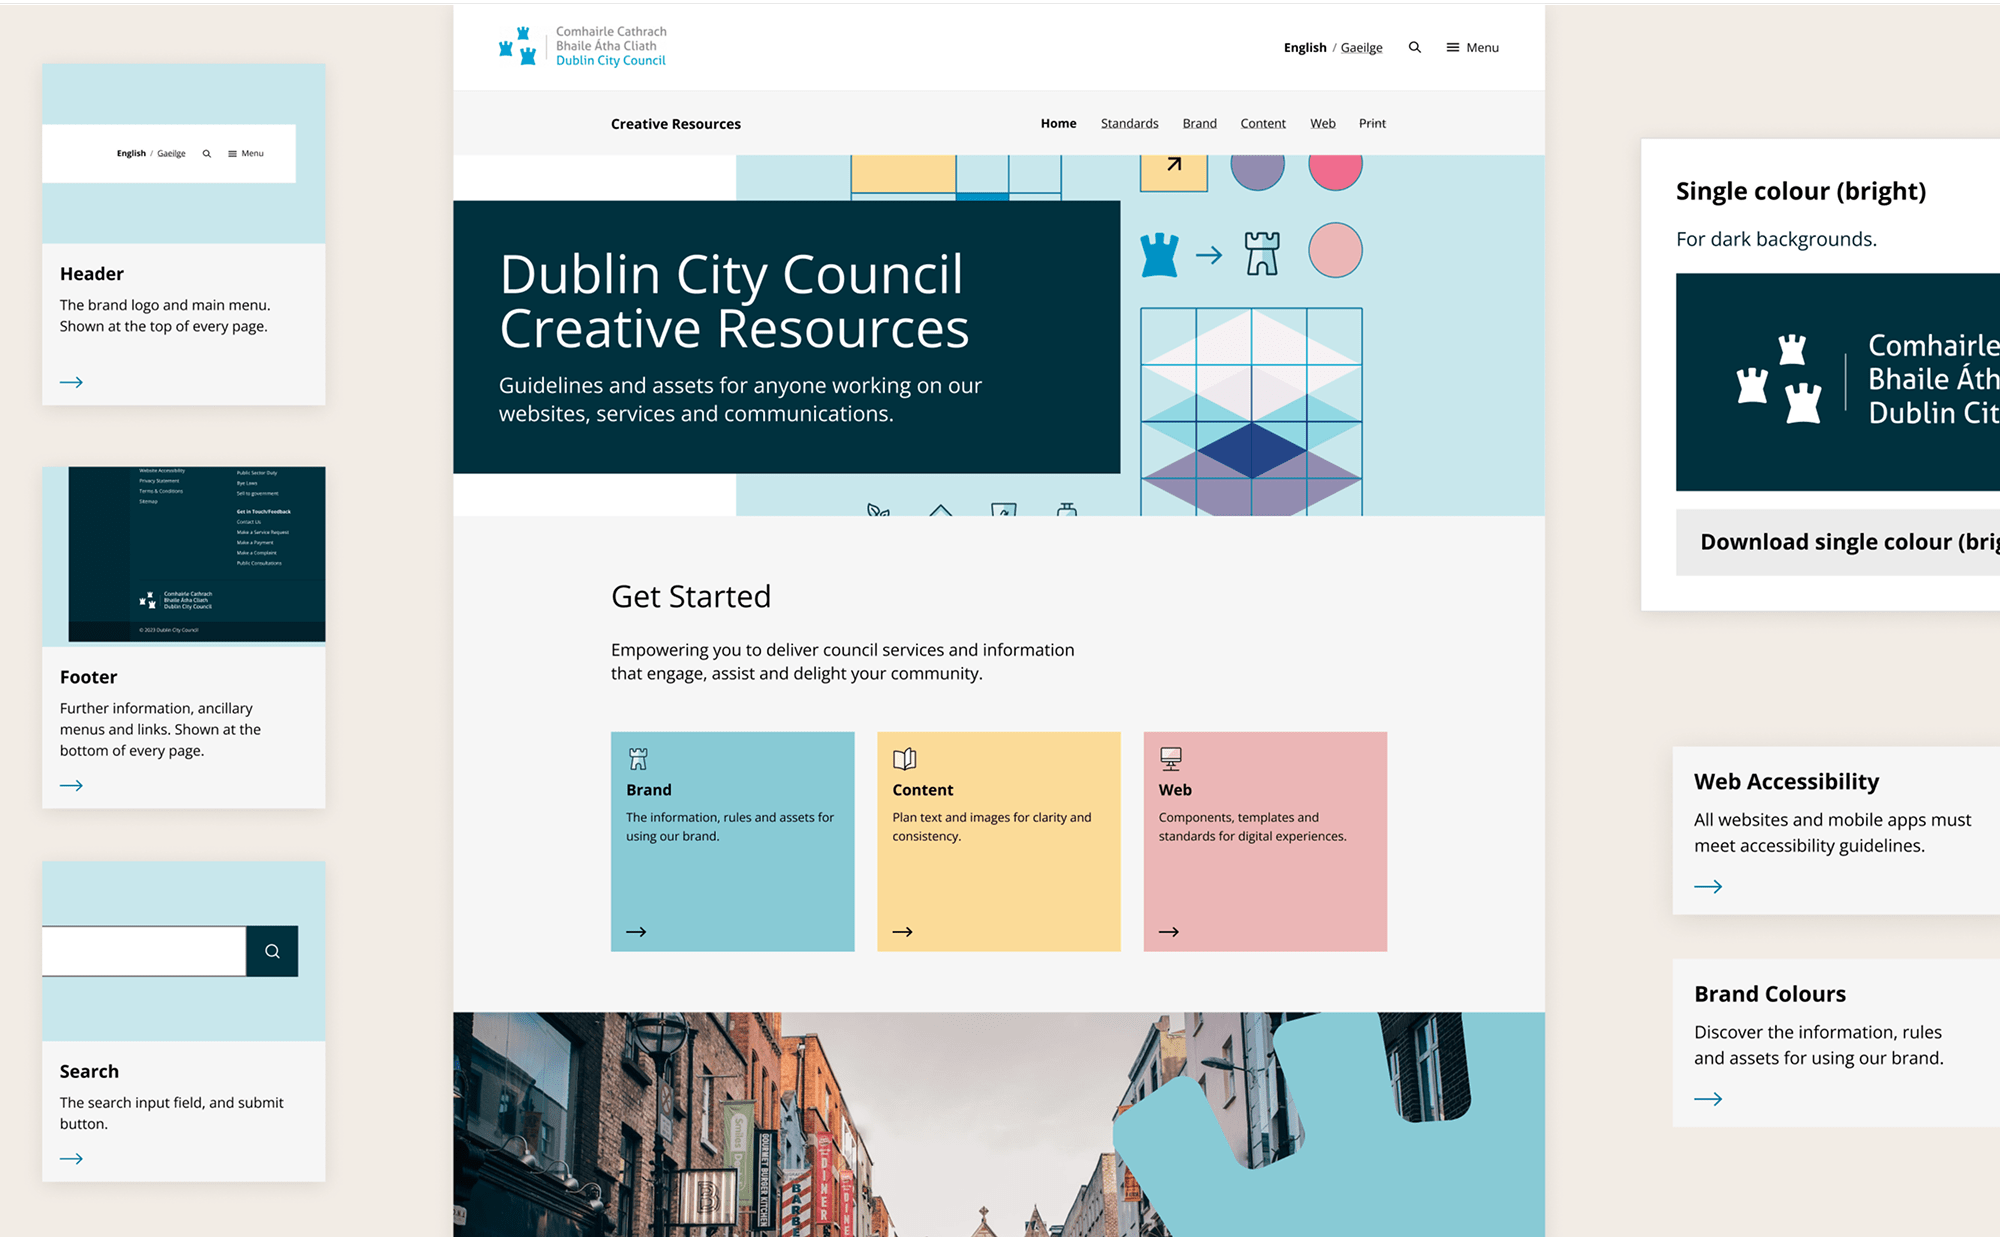 English / Gaeilge
Menu
Header
The brand logo and main menu.
Shown at the top of every page.
Website Accessibility
Privacy Statement
Terms & Conditions
Sitemap
Public Sector Duty
Bye Laws
Sell to government
Get in Touch/Feedback
Contact Us
Make a Service Request
Make a Payment
Make a Complaint
Public Consultations
Comhairle Cathrach
Bhaile Átha Cliath
Dublin City Council
© 2023 Dublin City Council
Footer
Further information, ancillary
menus and links. Shown at the
bottom of every page.
Search
The search input field, and submit
button.
Comhairle Cathrach
Bhaile Átha Cliath
Dublin City Council
English / Gaeilge
Menu
Creative Resources
Home Standards Brand Content Web Print
Dublin City Council
Creative Resources
Guidelines and assets for anyone working on our
websites, services and communications.
Get Started
Empowering you to deliver council services and information
that engage, assist and delight your community.
Brand
The information, rules and assets for
using our brand.
Content
Plan text and images for clarity and
consistency.
Web
Components, templates and
standards for digital experiences.
Smiles
GOURMET BURGER KITCHEN
B
BARBE
DINER
DINE
Single colour (bright)
For dark backgrounds.
Comhairle
Bhaile Áth
Dublin Cit
Download single colour (brig
Web Accessibility
All websites and mobile apps must
meet accessibility guidelines.
Brand Colours
Discover the information, rules
and assets for using our brand.